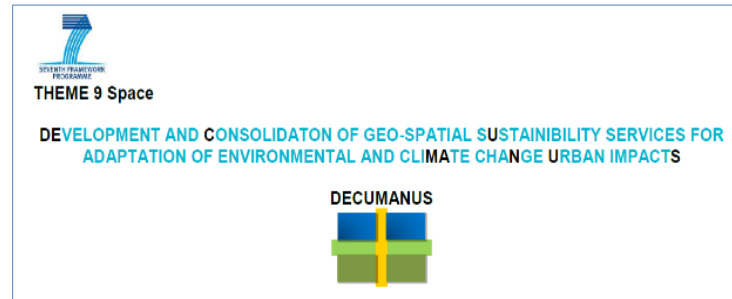 SEVENTH FRAMEWORK
PROGRAMME
THEME 9 Space
DEVELOPMENT AND CONSOLIDATON OF GEO-SPATIAL SUSTAINIBILITY SERVICES FOR
ADAPTATION OF ENVIRONMENTAL AND CLIMATE CHANGE URBAN IMPACTS
DECUMANUS